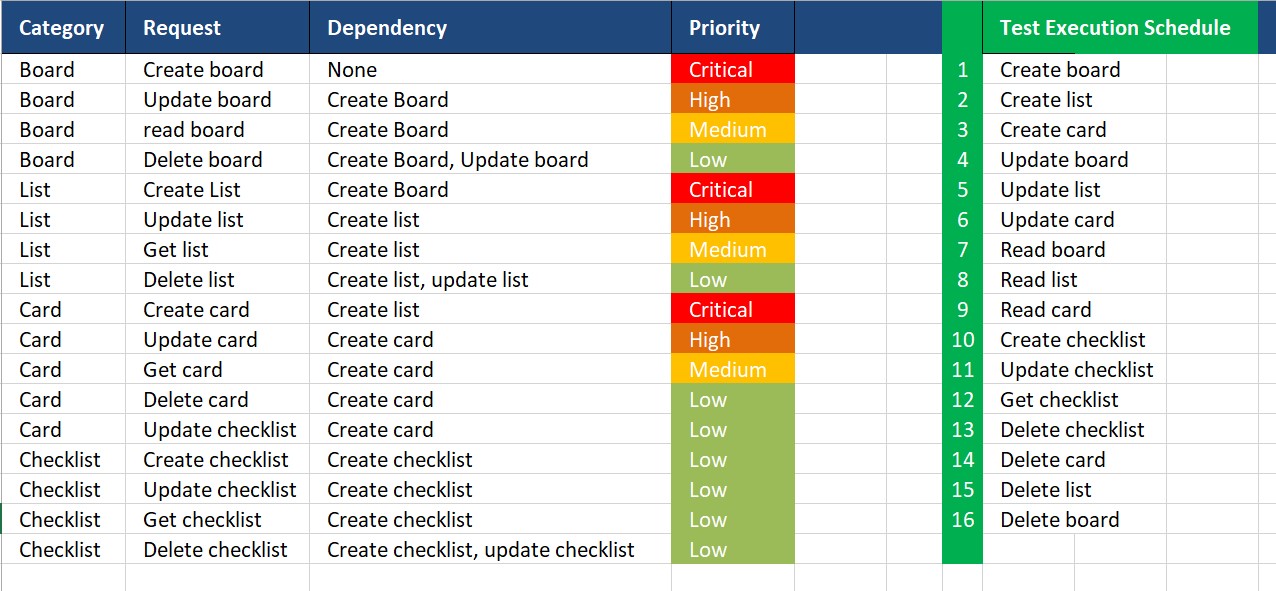 Category Request Dependency Priority Test Execution Schedule
Board Create board None Critical 1 Create board
Board Update board Create Board High 2 Create list
Board read board Create Board Medium 3 Create card
Board Delete board Create Board, Update board Low 4 Update board
List Create List Create Board Critical 5 Update list
List Update list Create list High 6 Update card
List Get list Create list Medium 7 Read board
List Delete list Create list, update list Low 8 Read list
Card Create card Create list Critical 9 Read card
Card Update card Create card High 10 Create checklist
Card Get card Create card Medium 11 Update checklist
Card Delete card Create card Low 12 Get checklist
Card Update checklist Create card Low 13 Delete checklist
Checklist Create checklist Create checklist Low 14 Delete card
Checklist Update checklist Create checklist Low 15 Delete list
Checklist Get checklist Create checklist Low 16 Delete board
Checklist Delete checklist Create checklist, update checklist Low